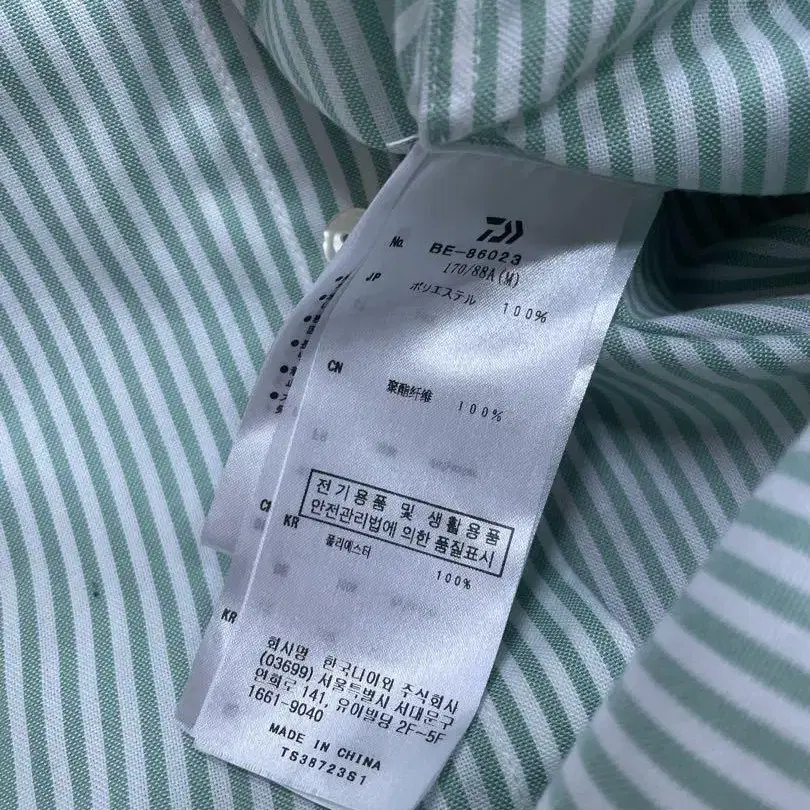 No. BE-86023
170/88A(M)
JP ポリエステル 100%
CN 聚酯纤维 100%
전기용품 및 생활용품
안전관리법에 의한 품질표시
KR 폴리에스터 100%
CN
KR
회사명 한국다이와 주식회사
(03699) 서울특별시 서대문구
연희로 141, 유아빌딩 2F-5F
1661-9040
MADE IN CHINA
TS38723S1